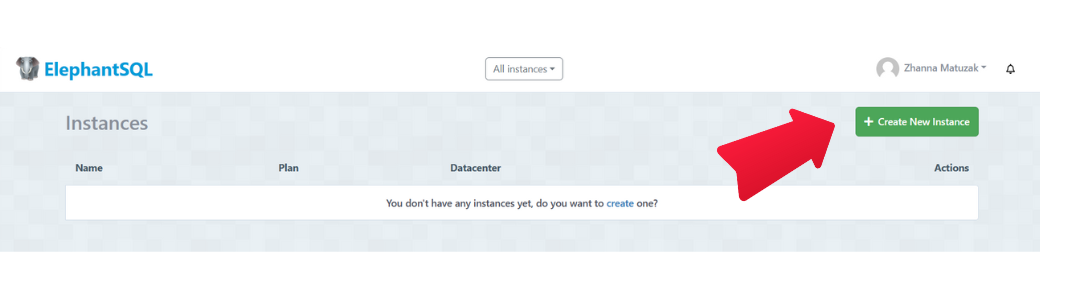 ElephantSQL
All instances
Zhanna Matuzak
Instances
+ Create New Instance
Name Plan Datacenter Actions
You don't have any instances yet, do you want to create one?